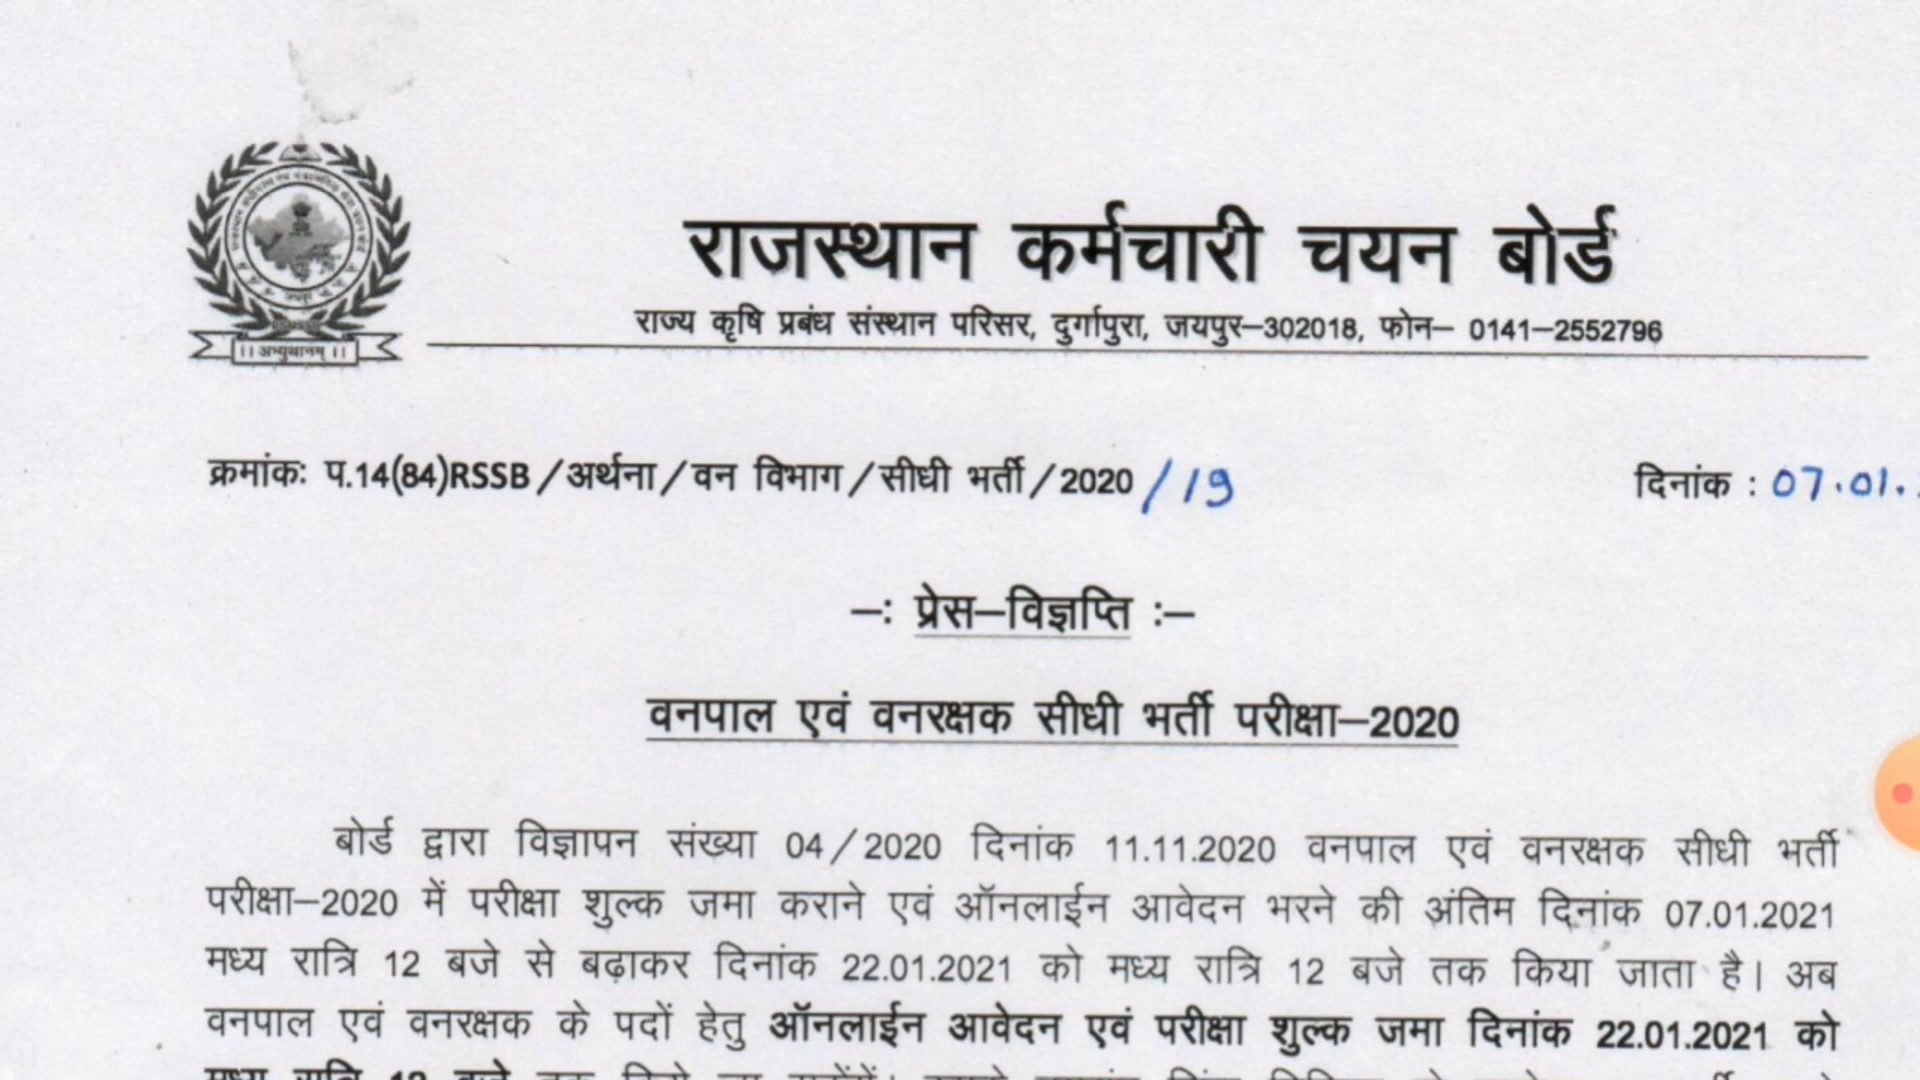 राजस्थान कर्मचारी चयन बोर्ड
राज्य कृषि प्रबंध संस्थान परिसर, दुर्गापुरा, जयपुर–302018, फोन– 0141–2552796
क्रमांक: प.14(84)RSSB/अर्थना/वन विभाग/सीधी भर्ती/2020/19
दिनांक : 07.01.
–: प्रेस–विज्ञप्ति :–
वनपाल एवं वनरक्षक सीधी भर्ती परीक्षा–2020
बोर्ड द्वारा विज्ञापन संख्या 04/2020 दिनांक 11.11.2020 वनपाल एवं वनरक्षक सीधी भर्ती
परीक्षा–2020 में परीक्षा शुल्क जमा कराने एवं ऑनलाईन आवेदन भरने की अंतिम दिनांक 07.01.2021
मध्य रात्रि 12 बजे से बढ़ाकर दिनांक 22.01.2021 को मध्य रात्रि 12 बजे तक किया जाता है। अब
वनपाल एवं वनरक्षक के पदों हेतु ऑनलाईन आवेदन एवं परीक्षा शुल्क जमा दिनांक 22.01.2021 को